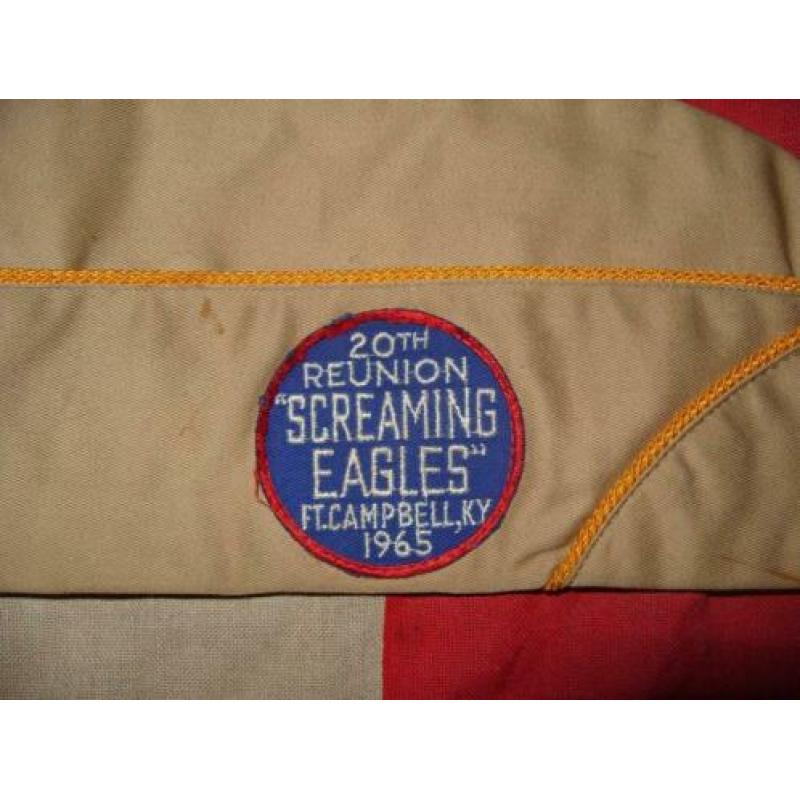 20TH
REUNION
"SCREAMING
EAGLES"
FT.CAMPBELL,KY
1965